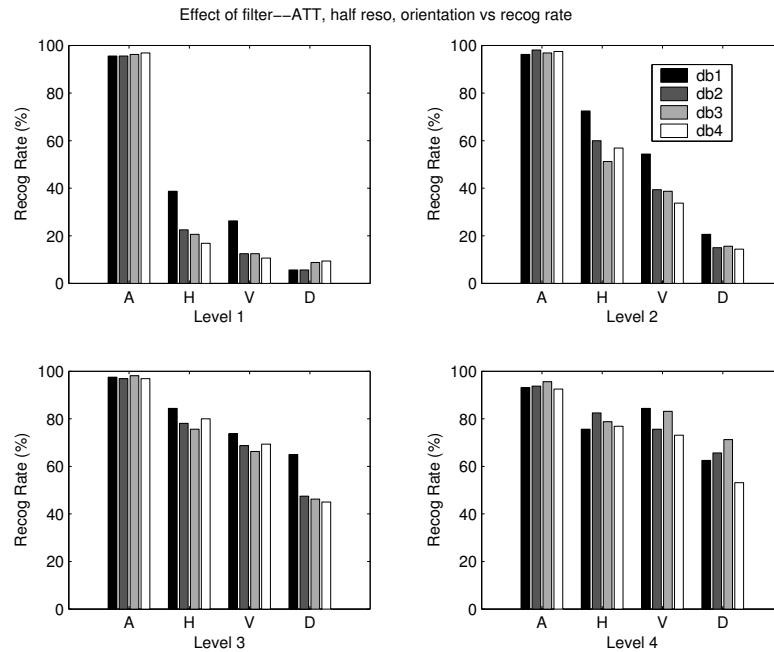 Effect of filter−−ATT, half reso, orientation vs recog rate
100
80
60
40
20
0
Recog Rate (%)
A H V D
Level 1
100
80
60
40
20
0
Recog Rate (%)
db1
db2
db3
db4
A H V D
Level 2
100
80
60
40
20
0
Recog Rate (%)
A H V D
Level 3
100
80
60
40
20
0
Recog Rate (%)
A H V D
Level 4